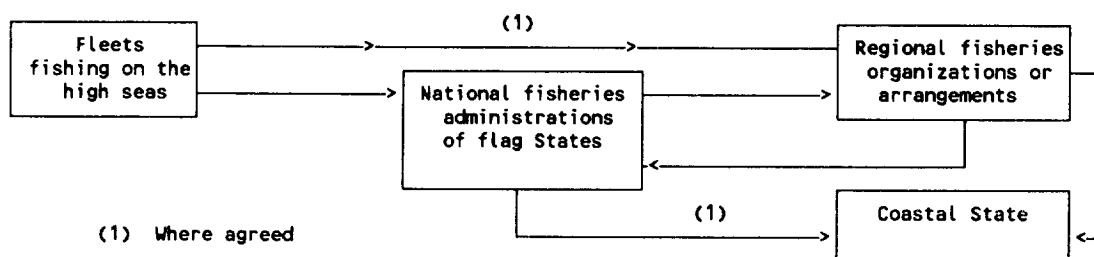 (1)
Fleets
fishing on the
high seas
Regional fisheries
organizations or
arrangements
National fisheries
administrations
of flag States
(1)
Coastal State
(1) Where agreed